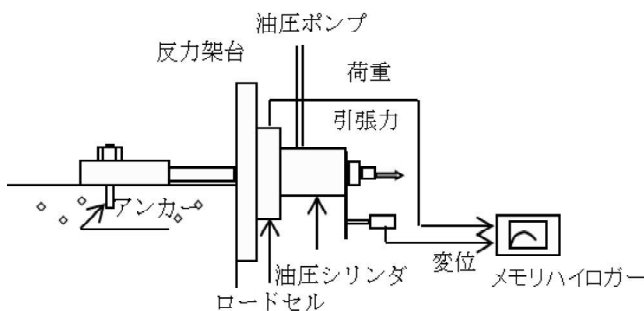 油圧ポンプ
反力架台
荷重
引張力
アンカー
油圧シリンダ
変位
メモリハイロガー
ロードセル